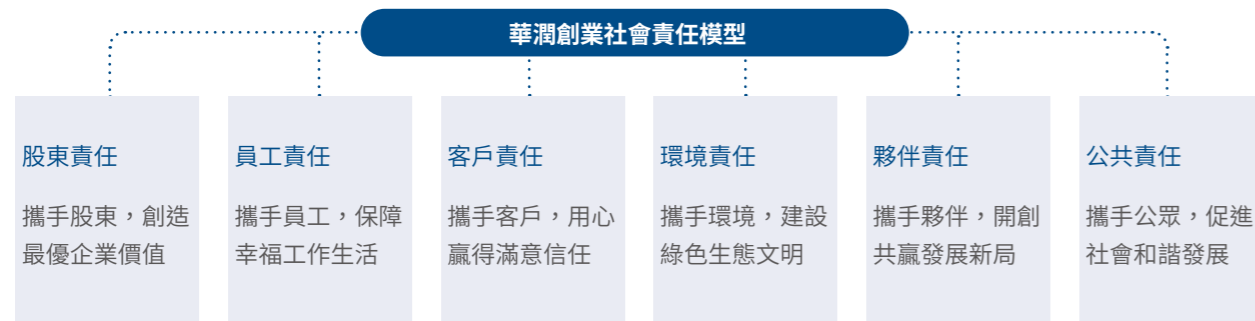 華潤創業社會責任模型
股東責任
攜手股東，創造
最優企業價值
員工責任
攜手員工，保障
幸福工作生活
客戶責任
攜手客戶，用心
贏得滿意信任
環境責任
攜手環境，建設
綠色生態文明
夥伴責任
攜手夥伴，開創
共贏發展新局
公共責任
攜手公眾，促進
社會和諧發展